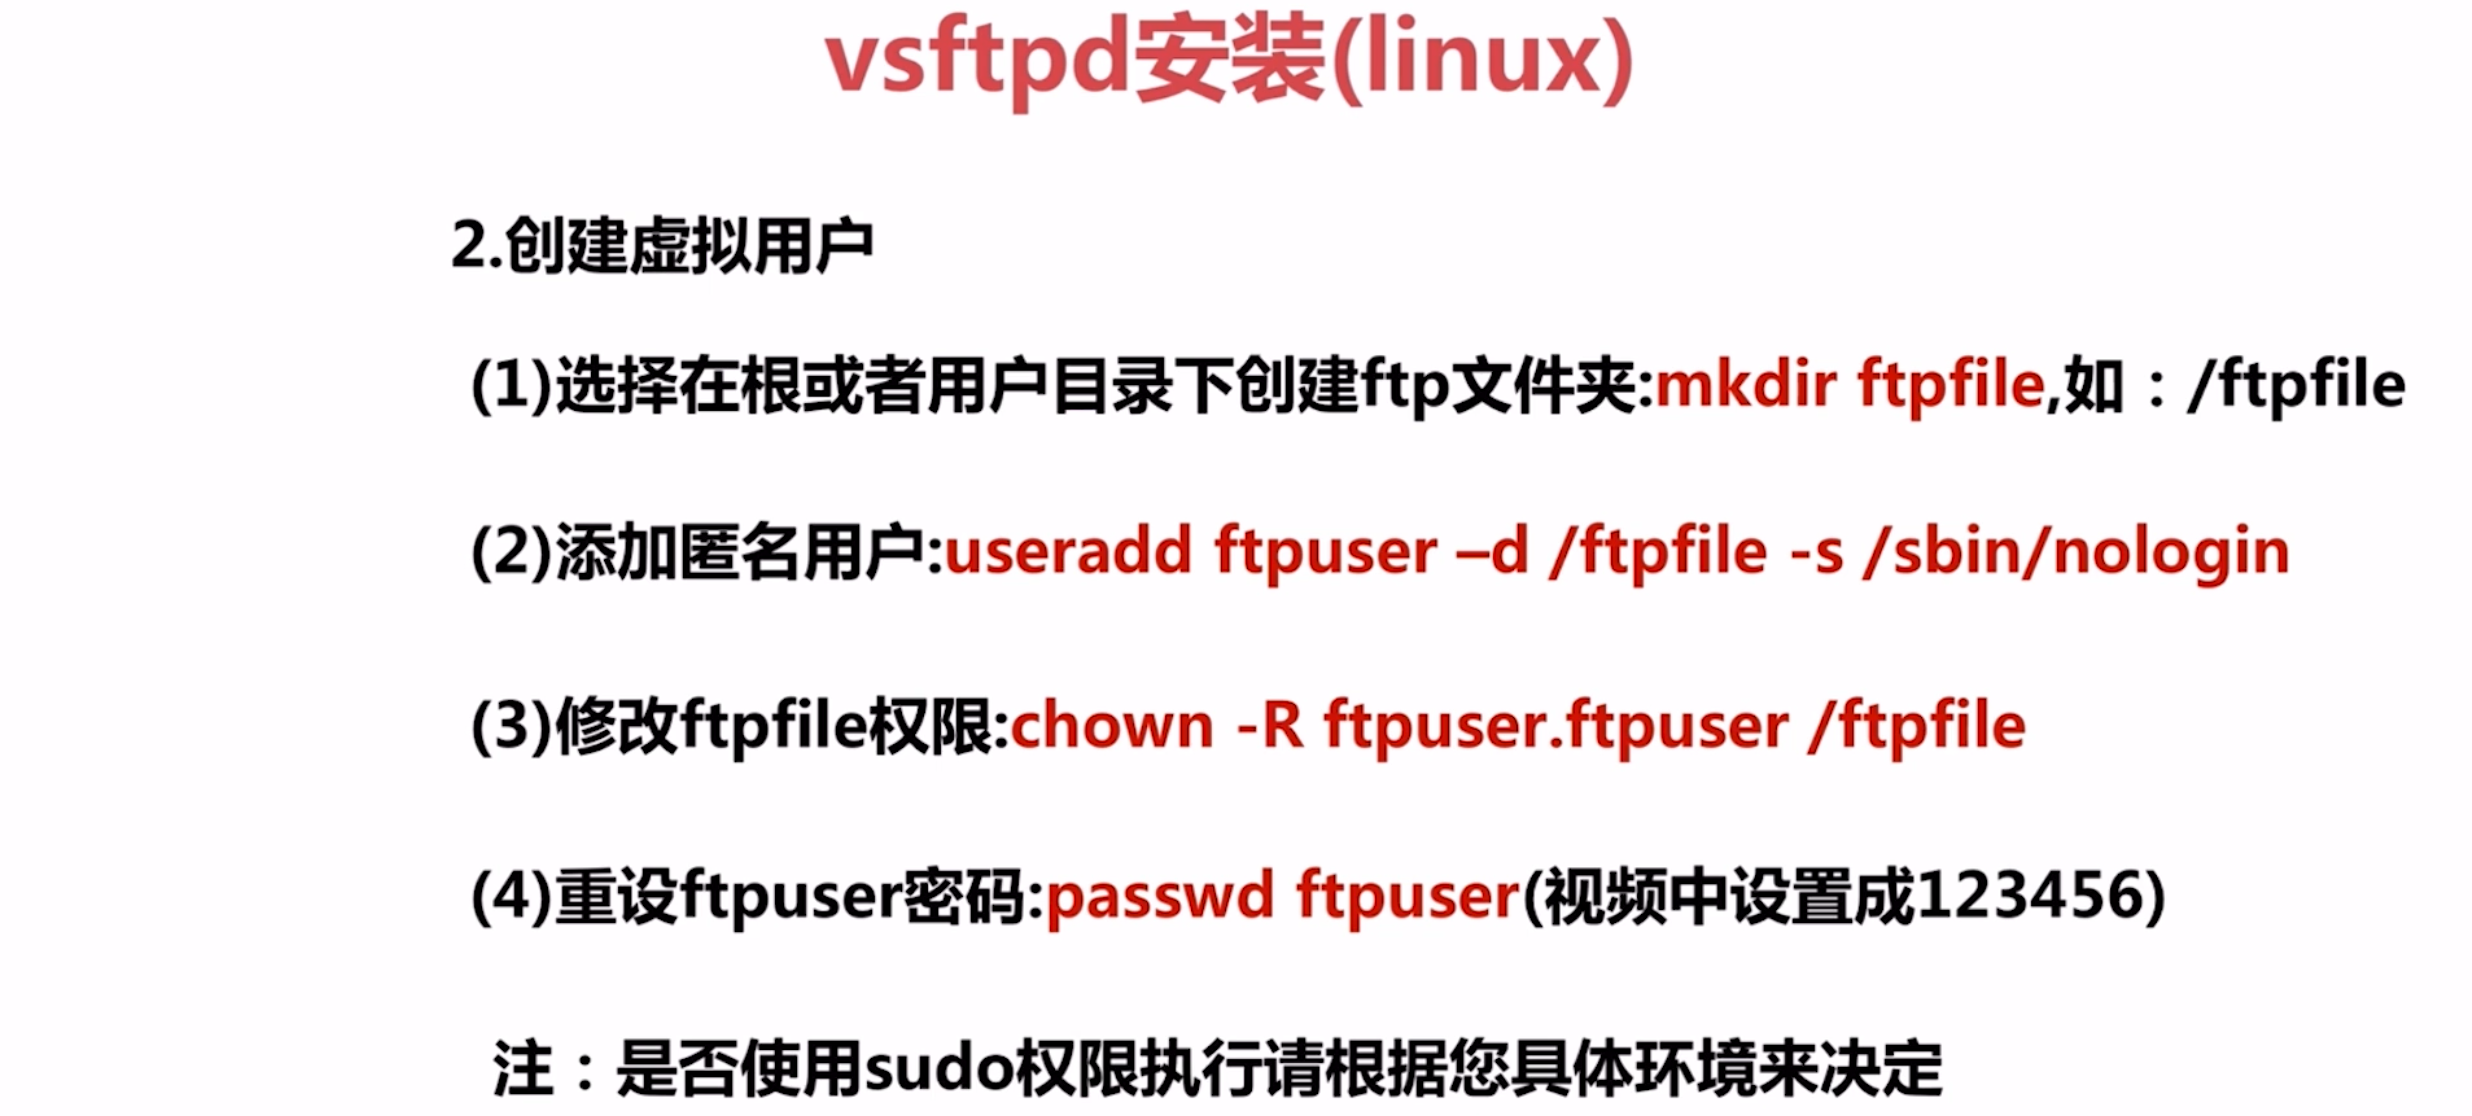 vsftpd安装(linux)
2.创建虚拟用户
(1)选择在根或者用户目录下创建ftp文件夹:mkdir ftpfile,如：/ftpfile
(2)添加匿名用户:useradd ftpuser –d /ftpfile -s /sbin/nologin
(3)修改ftpfile权限:chown -R ftpuser.ftpuser /ftpfile
(4)重设ftpuser密码:passwd ftpuser(视频中设置成123456)
注：是否使用sudo权限执行请根据您具体环境来决定